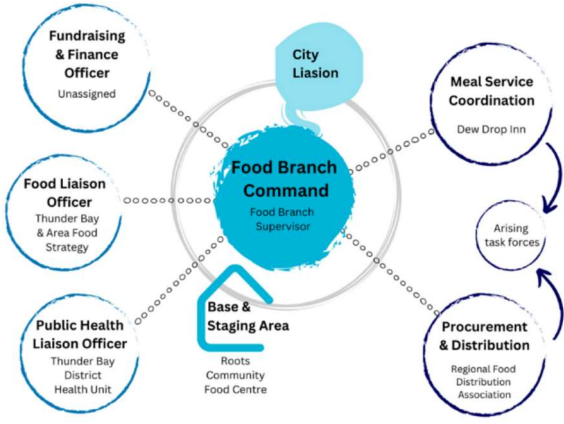 Fundraising
& Finance
Officer
Unassigned
City
Liasion
Meal Service
Coordination
Dew Drop Inn
Food Liaison
Officer
Thunder Bay
& Area Food
Strategy
Food Branch
Command
Food Branch
Supervisor
Arising
task forces
Public Health
Liaison Officer
Thunder Bay
District
Health Unit
Base &
Staging Area
Roots
Community
Food Centre
Procurement
& Distribution
Regional Food
Distribution
Association